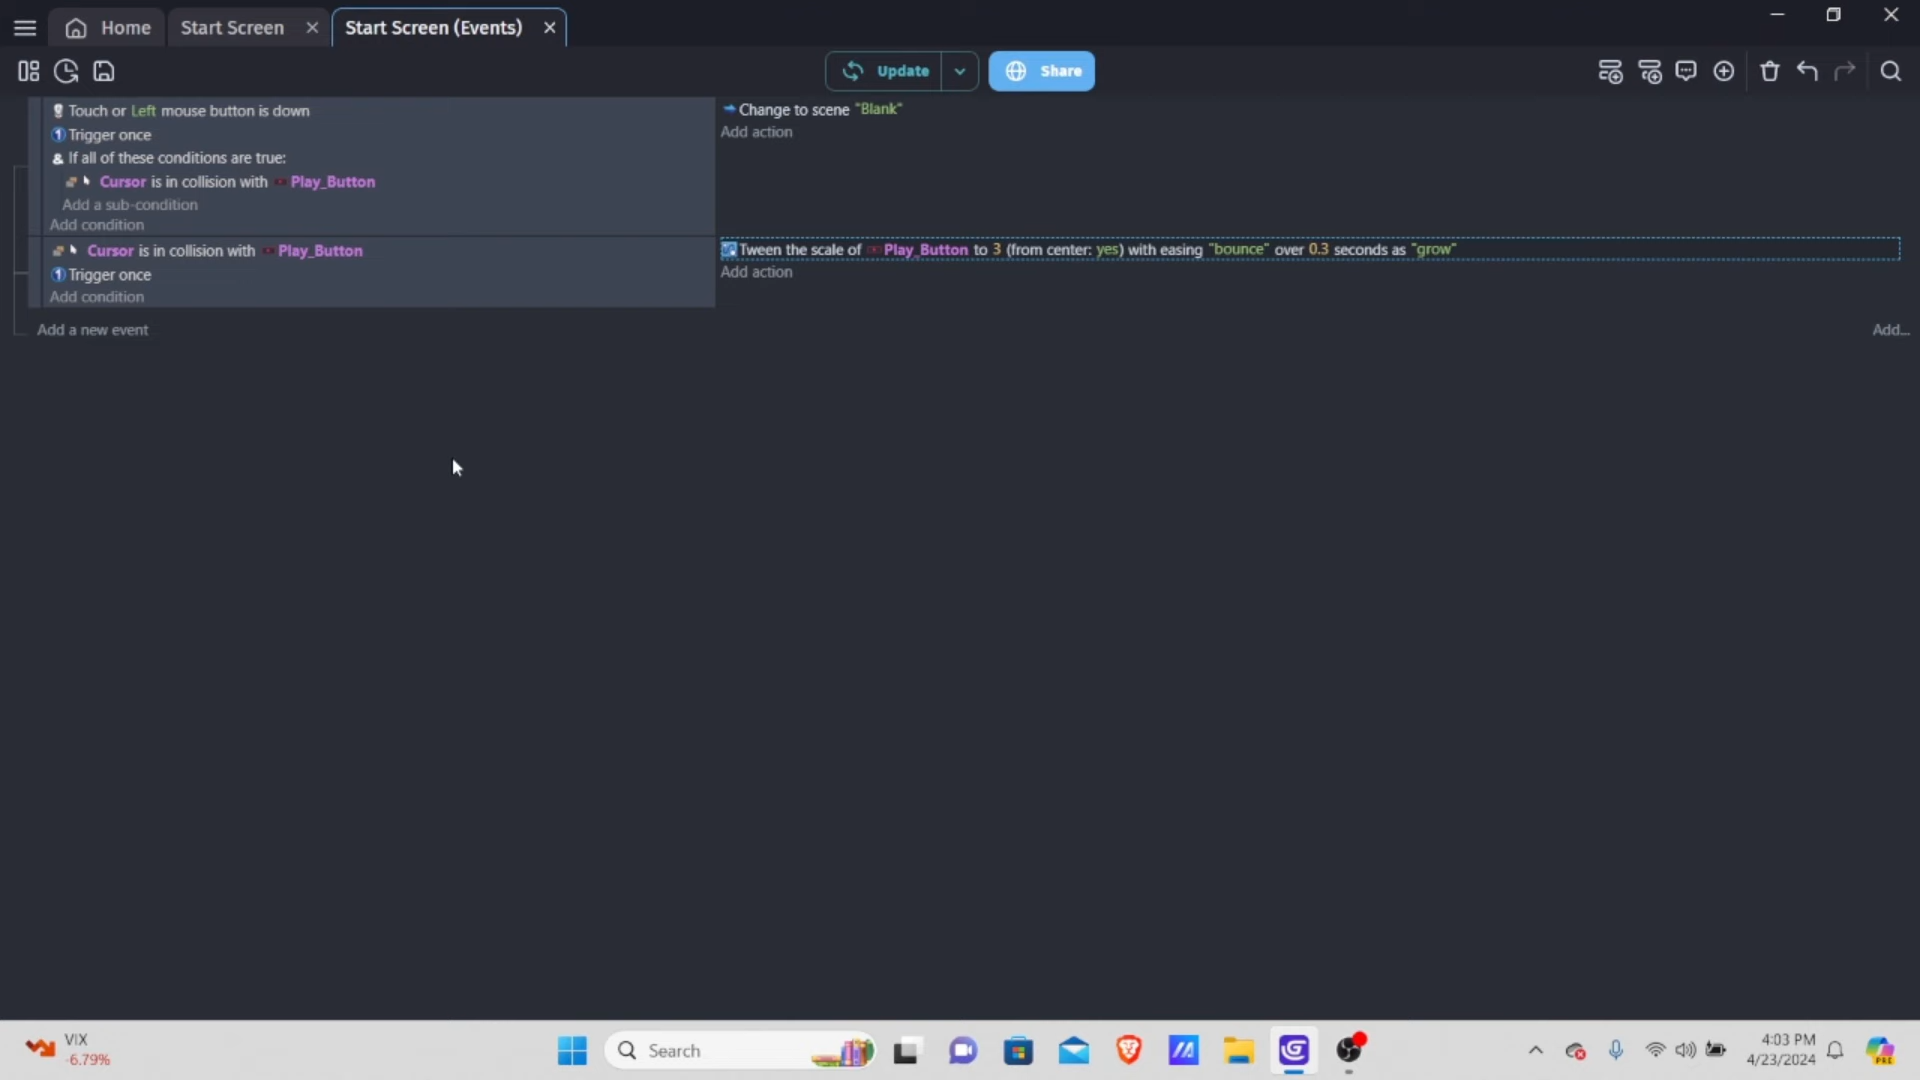 Home
Start Screen
Start Screen (Events)
Update
Share
Touch or Left mouse button is down
Change to scene "Blank"
Trigger once
Add action
If all of these conditions are true:
Cursor is in collision with Play_Button
Add a sub-condition
Add condition
Cursor is in collision with Play_Button
Tween the scale of Play_Button to 3 (from center: yes) with easing "bounce" over 0.3 seconds as "grow"
Trigger once
Add action
Add condition
Add a new event
Add...
VIX
-6.79%
Search
4:03 PM
4/23/2024
PRE